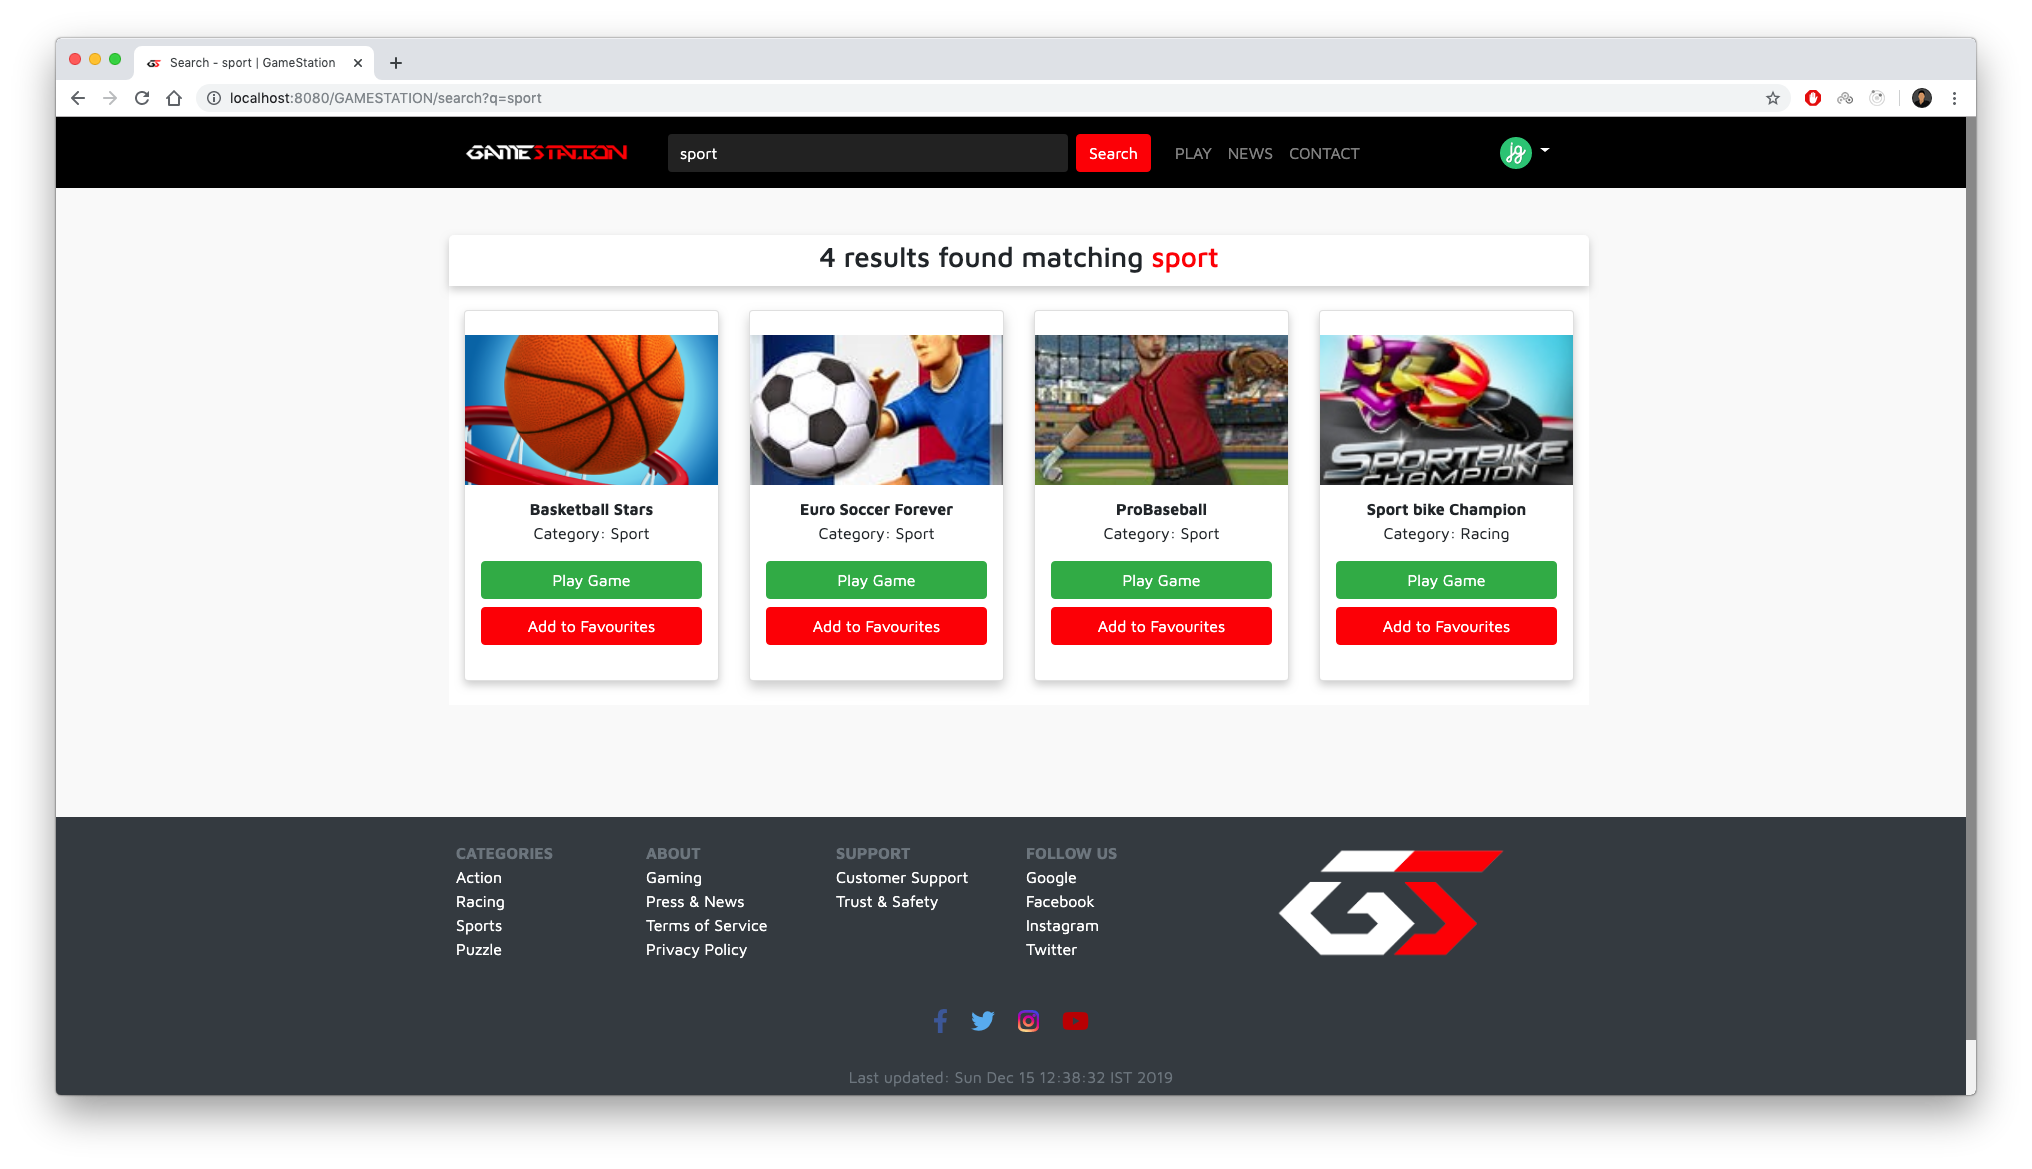 Search - sport | GameStation
localhost:8080/GAMESTATION/search?q=sport
GAMESTATION
sport
Search
PLAY
NEWS
CONTACT
jg
4 results found matching sport
SPORTBIKE
CHAMPION
Basketball Stars
Category: Sport
Play Game
Add to Favourites
Euro Soccer Forever
Category: Sport
Play Game
Add to Favourites
ProBaseball
Category: Sport
Play Game
Add to Favourites
Sport bike Champion
Category: Racing
Play Game
Add to Favourites
CATEGORIES
Action
Racing
Sports
Puzzle
ABOUT
Gaming
Press & News
Terms of Service
Privacy Policy
SUPPORT
Customer Support
Trust & Safety
FOLLOW US
Google
Facebook
Instagram
Twitter
GS
Last updated: Sun Dec 15 12:38:32 IST 2019